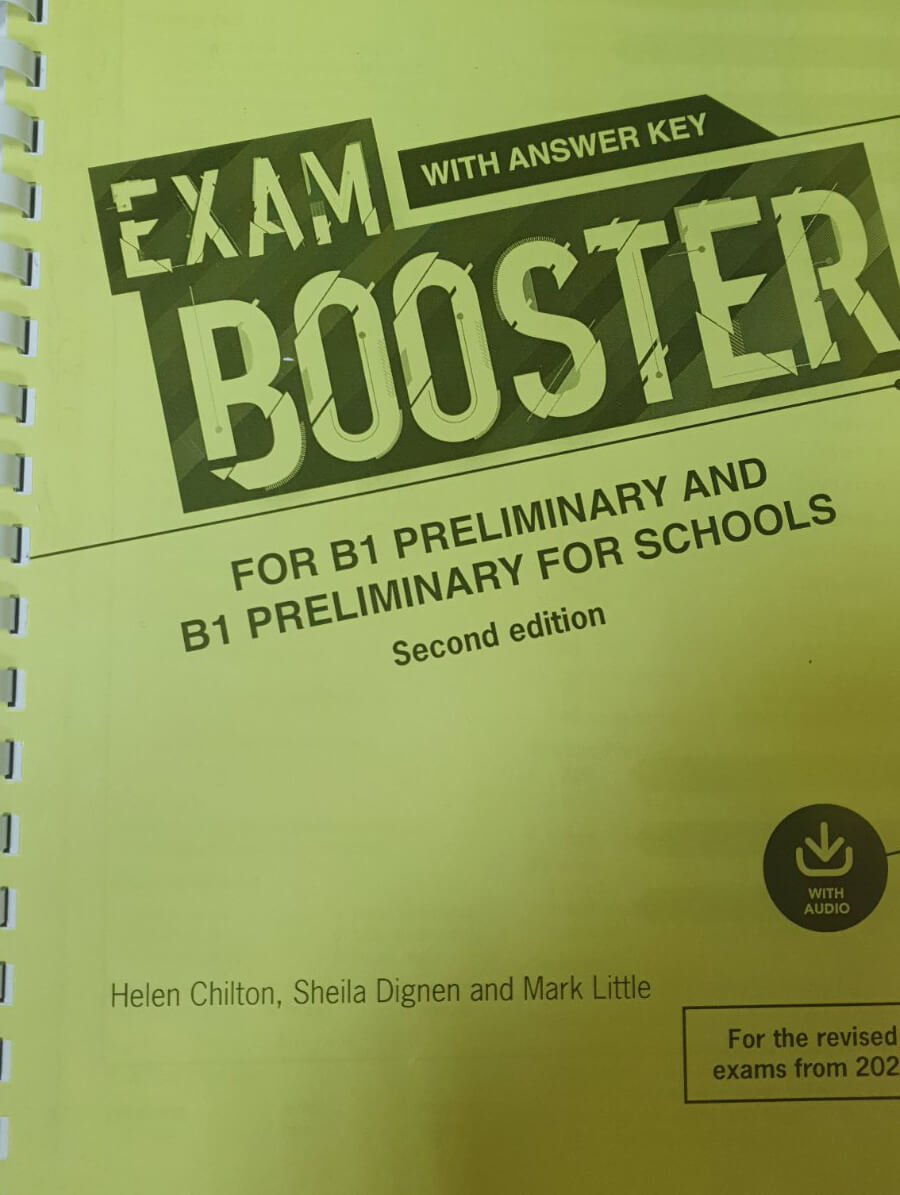 EXAM
WITH ANSWER KEY
BOOSTER
FOR B1 PRELIMINARY AND
B1 PRELIMINARY FOR SCHOOLS
Second edition
WITH
AUDIO
Helen Chilton, Sheila Dignen and Mark Little
For the revised
exams from 202